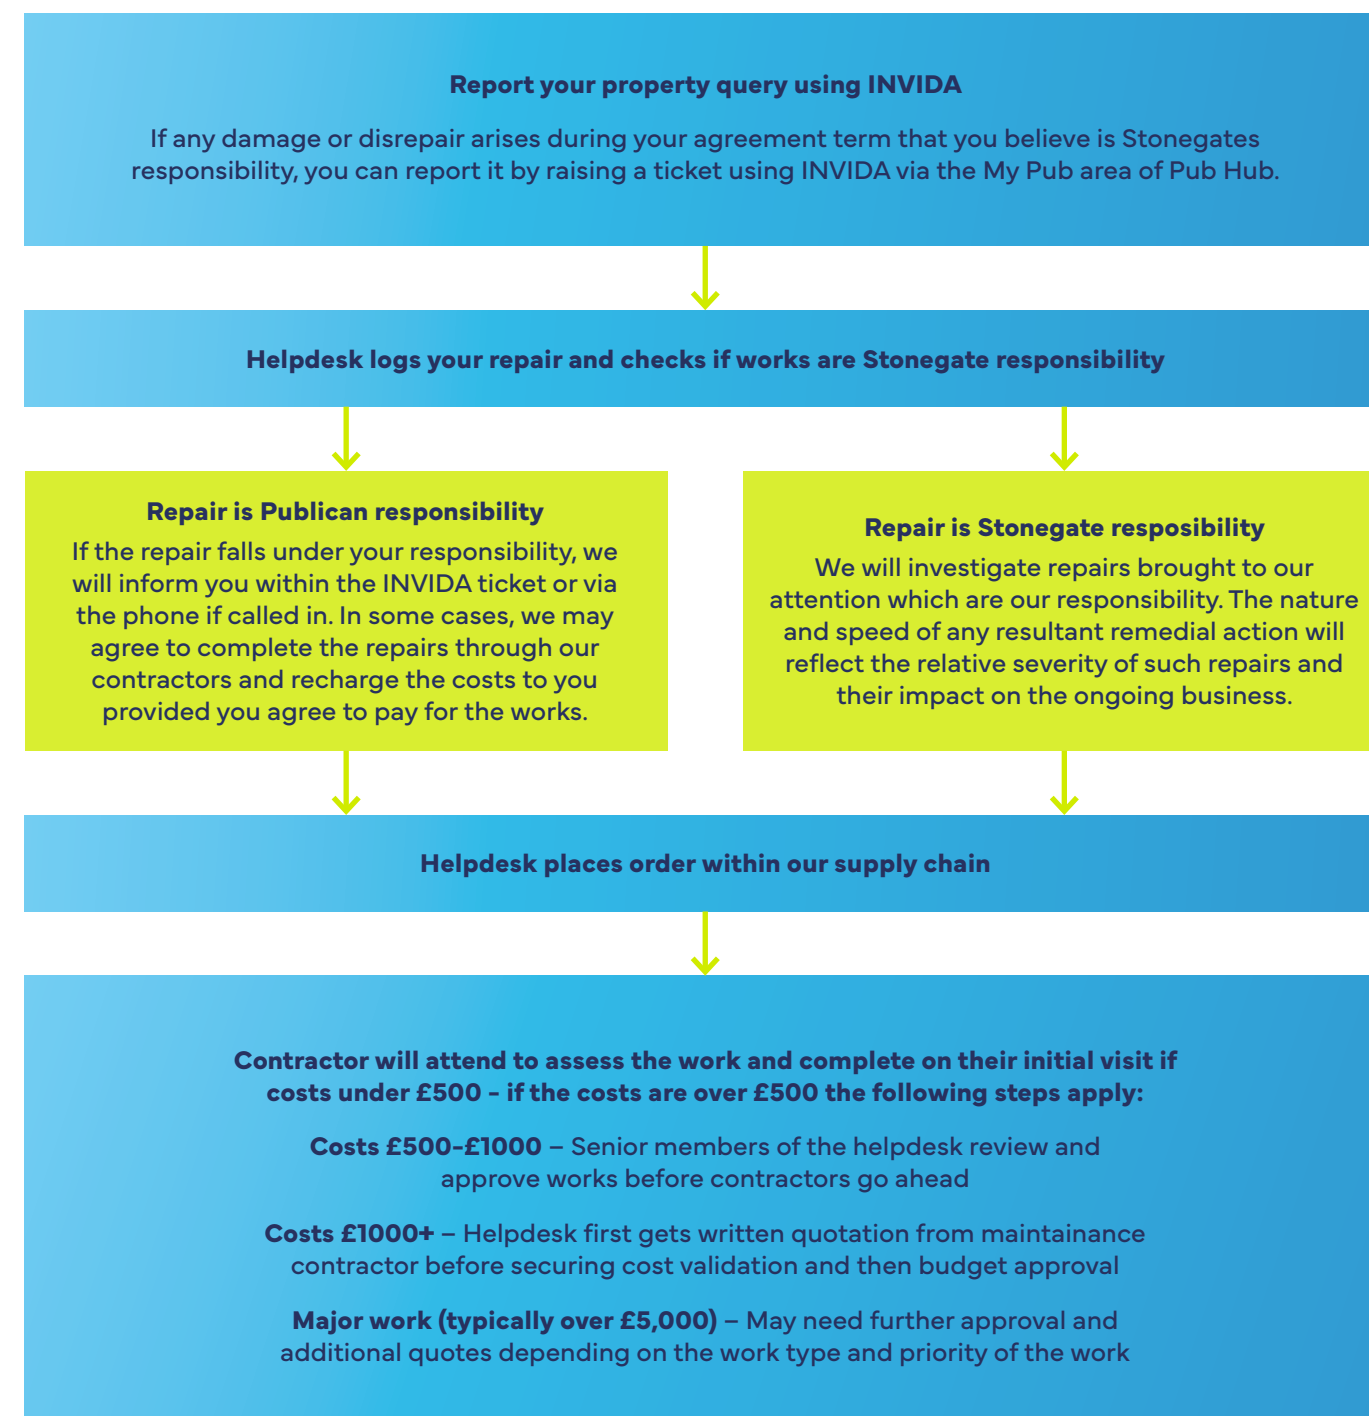 Report your property query using INVIDA
If any damage or disrepair arises during your agreement term that you believe is Stonegates
responsibility, you can report it by raising a ticket using INVIDA via the My Pub area of Pub Hub.
Helpdesk logs your repair and checks if works are Stonegate responsibility
Repair is Publican responsibility
If the repair falls under your responsibility, we
will inform you within the INVIDA ticket or via
the phone if called in. In some cases, we may
agree to complete the repairs through our
contractors and recharge the costs to you
provided you agree to pay for the works.
Repair is Stonegate resposibility
We will investigate repairs brought to our
attention which are our responsibility. The nature
and speed of any resultant remedial action will
reflect the relative severity of such repairs and
their impact on the ongoing business.
Helpdesk places order within our supply chain
Contractor will attend to assess the work and complete on their initial visit if
costs under £500 - if the costs are over £500 the following steps apply:
Costs £500-£1000 – Senior members of the helpdesk review and
approve works before contractors go ahead
Costs £1000+ – Helpdesk first gets written quotation from maintainance
contractor before securing cost validation and then budget approval
Major work (typically over £5,000) – May need further approval and
additional quotes depending on the work type and priority of the work